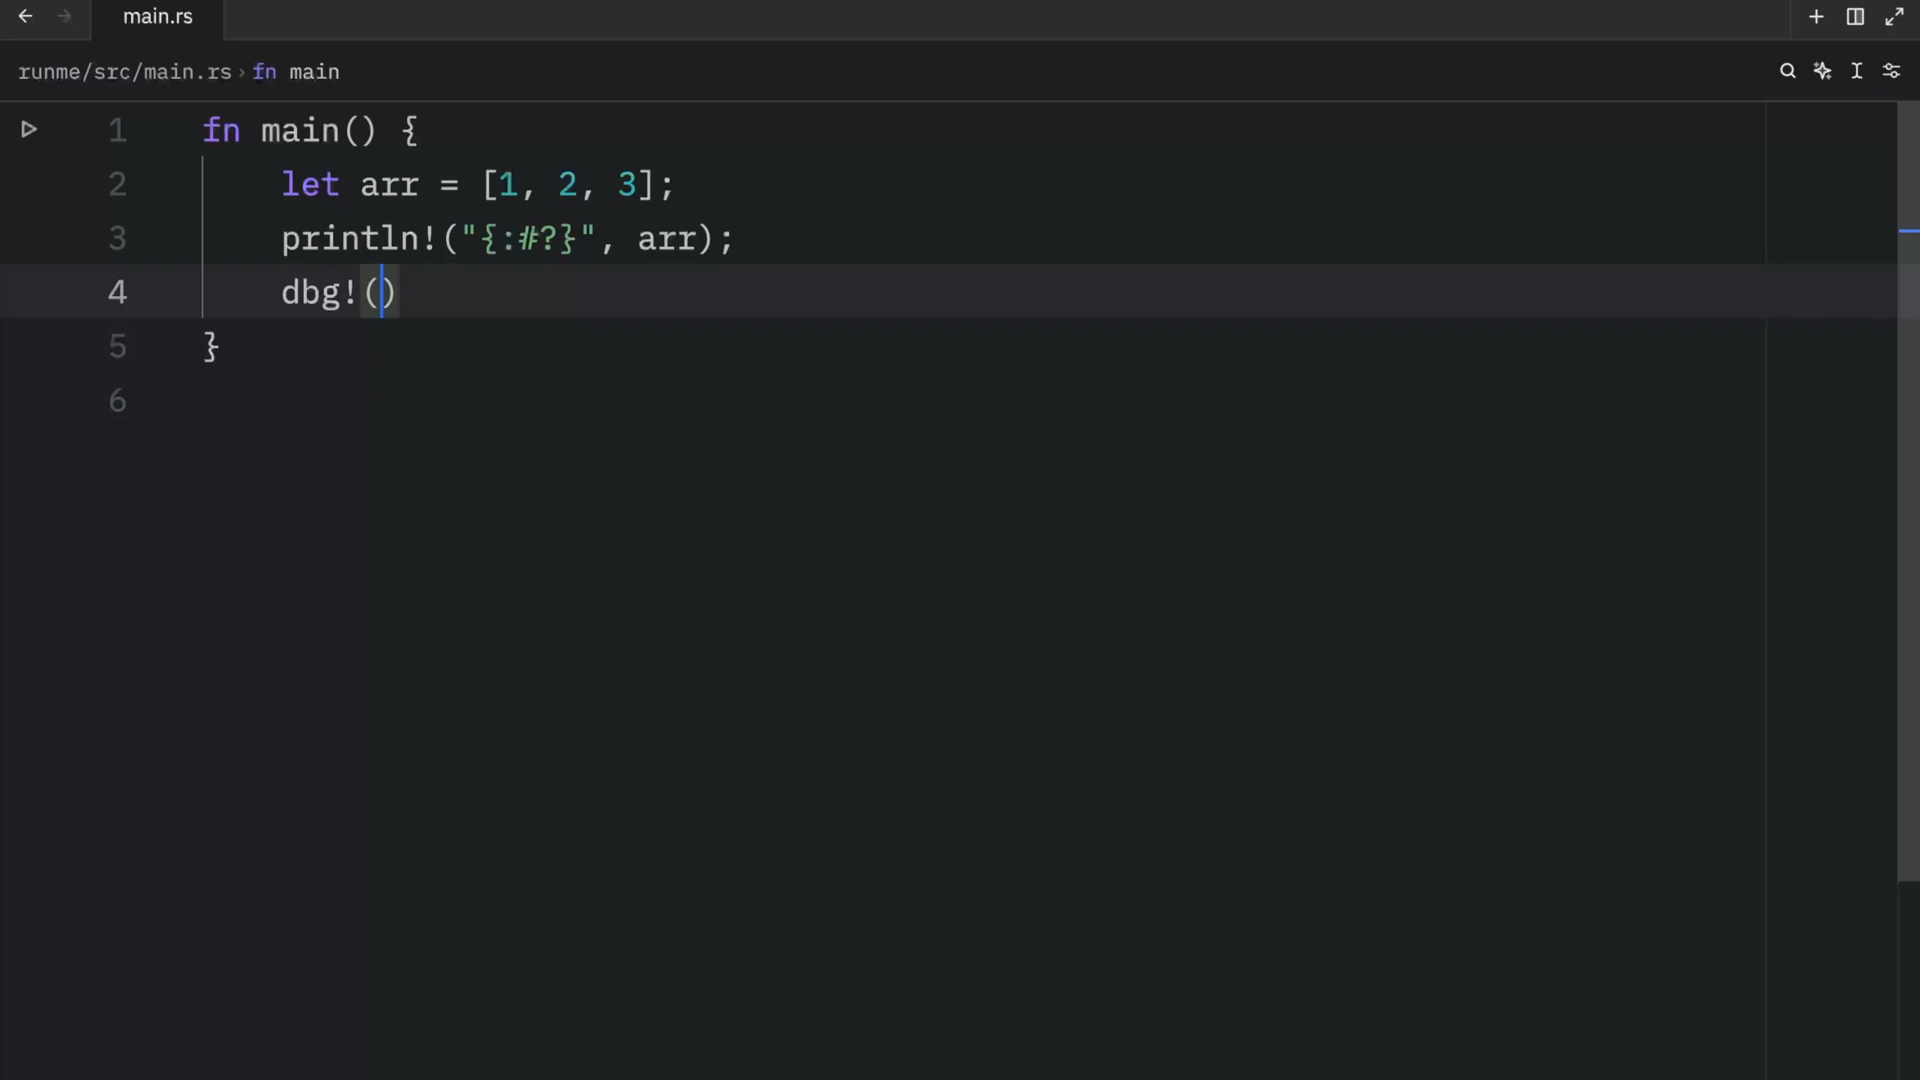 main.rs
runme/src/main.rs › fn main
1 fn main() {
2     let arr = [1, 2, 3];
3     println!("{:#?}", arr);
4     dbg!()
5 }
6